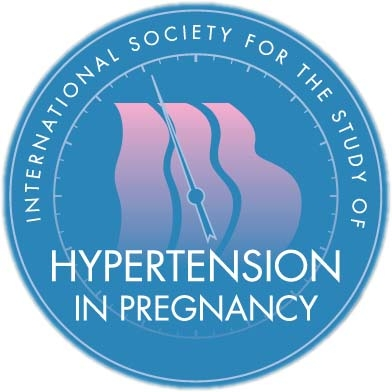 INTERNATIONAL SOCIETY FOR THE STUDY OF
HYPERTENSION
IN PREGNANCY